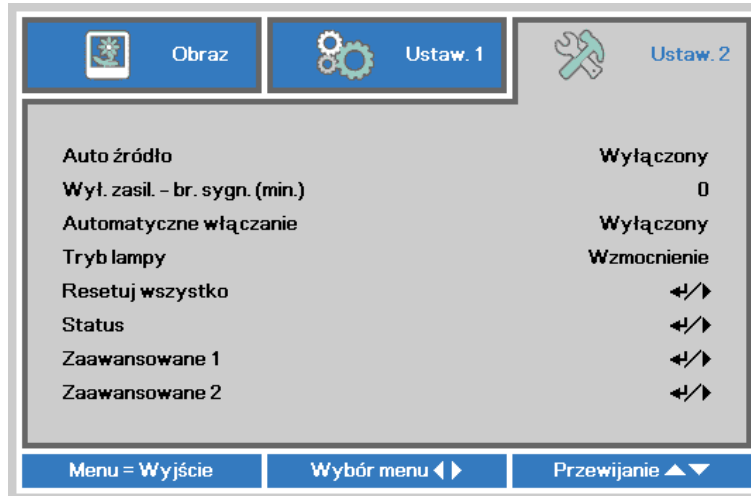 Obraz Ustaw. 1 Ustaw. 2
Auto źródło Wyłączony
Wył. zasil. – br. sygn. (min.) 0
Automatyczne włączanie Wyłączony
Tryb lampy Wzmocnienie
Resetuj wszystko ↵/▶
Status ↵/▶
Zaawansowane 1 ↵/▶
Zaawansowane 2 ↵/▶
Menu = Wyjście Wybór menu ◀▶ Przewijanie ▲▼